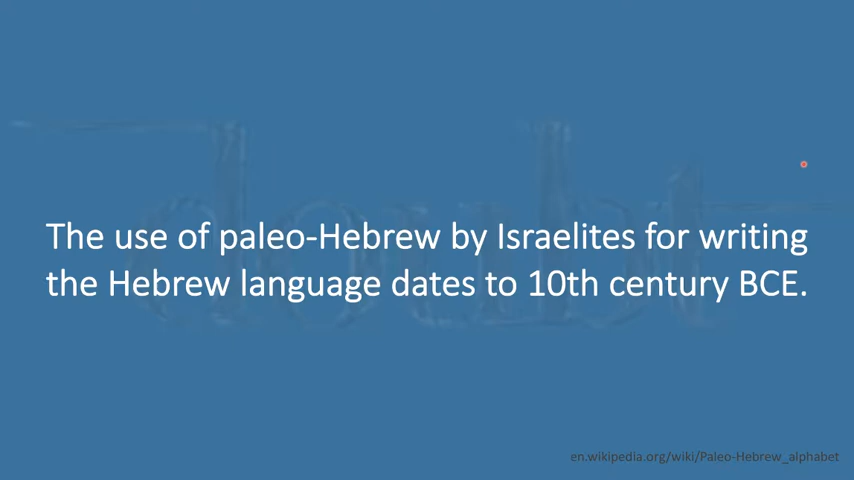 The use of paleo-Hebrew by Israelites for writing
the Hebrew language dates to 10th century BCE.
en.wikipedia.org/wiki/Paleo-Hebrew_alphabet